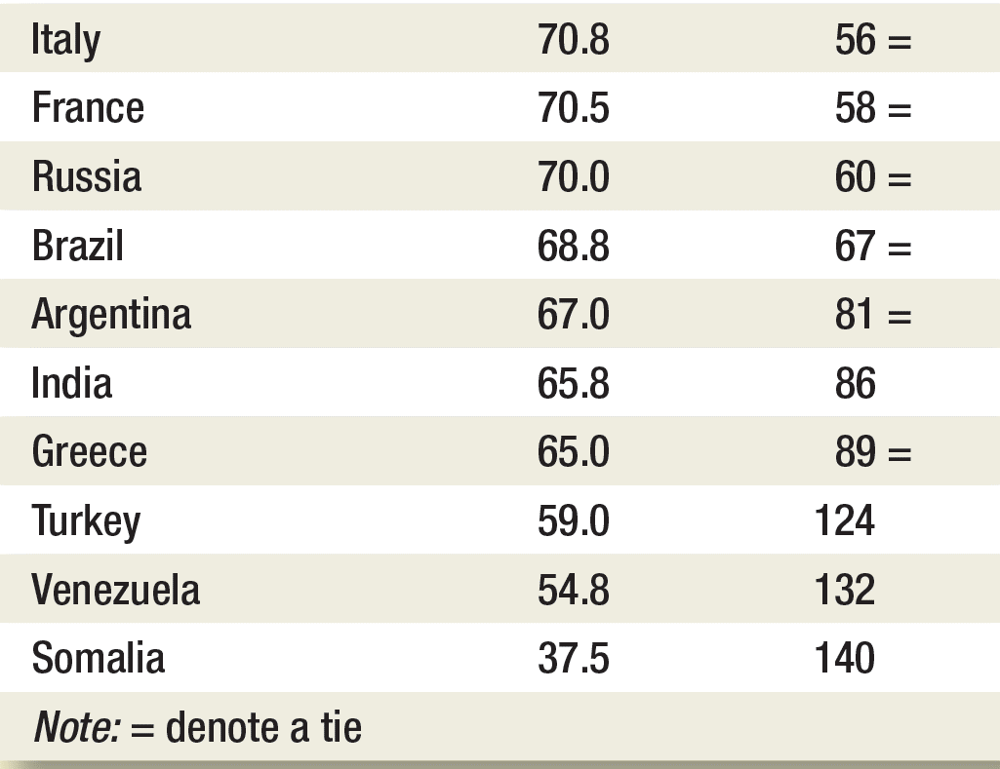 Italy 70.8 56 =
France 70.5 58 =
Russia 70.0 60 =
Brazil 68.8 67 =
Argentina 67.0 81 =
India 65.8 86
Greece 65.0 89 =
Turkey 59.0 124
Venezuela 54.8 132
Somalia 37.5 140
Note: = denote a tie